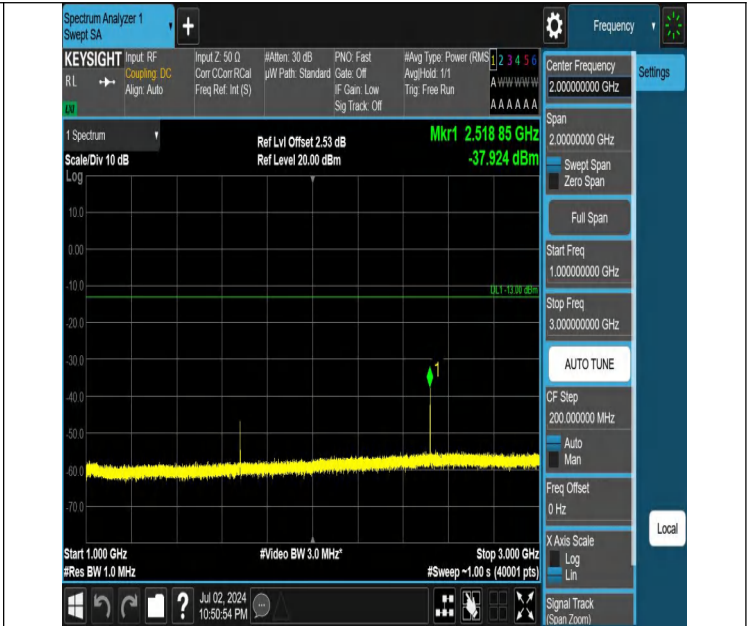 Spectrum Analyzer 1
Swept SA
+
Frequency
KEYSIGHT
RL
Input: RF
Coupling: DC
Align: Auto
Input Z: 50 Ω
Corr CCorr RCal
Freq Ref: Int (S)
#Atten: 30 dB
µW Path: Standard
PNO: Fast
Gate: Off
IF Gain: Low
Sig Track: Off
#Avg Type: Power (RMS
Avg|Hold: 1/1
Trig: Free Run
1 2 3 4 5 6
A W W W W W
A A A A A A
1 Spectrum
Scale/Div 10 dB
Log
Ref Lvl Offset 2.53 dB
Ref Level 20.00 dBm
Mkr1 2.518 85 GHz
-37.924 dBm
10.0
0.00
-10.0
-20.0
-30.0
-40.0
-50.0
-60.0
-70.0
DL1 -13.00 dBm
1
Start 1.000 GHz
#Res BW 1.0 MHz
#Video BW 3.0 MHz*
Stop 3.000 GHz
#Sweep ~1.00 s (40001 pts)
Center Frequency
2.000000000 GHz
Span
2.00000000 GHz
Swept Span
Zero Span
Full Span
Start Freq
1.000000000 GHz
Stop Freq
3.000000000 GHz
AUTO TUNE
CF Step
200.000000 MHz
Auto
Man
Freq Offset
0 Hz
X Axis Scale
Log
Lin
Signal Track
(Span Zoom)
Settings
Local
?
Jul 02, 2024
10:50:54 PM